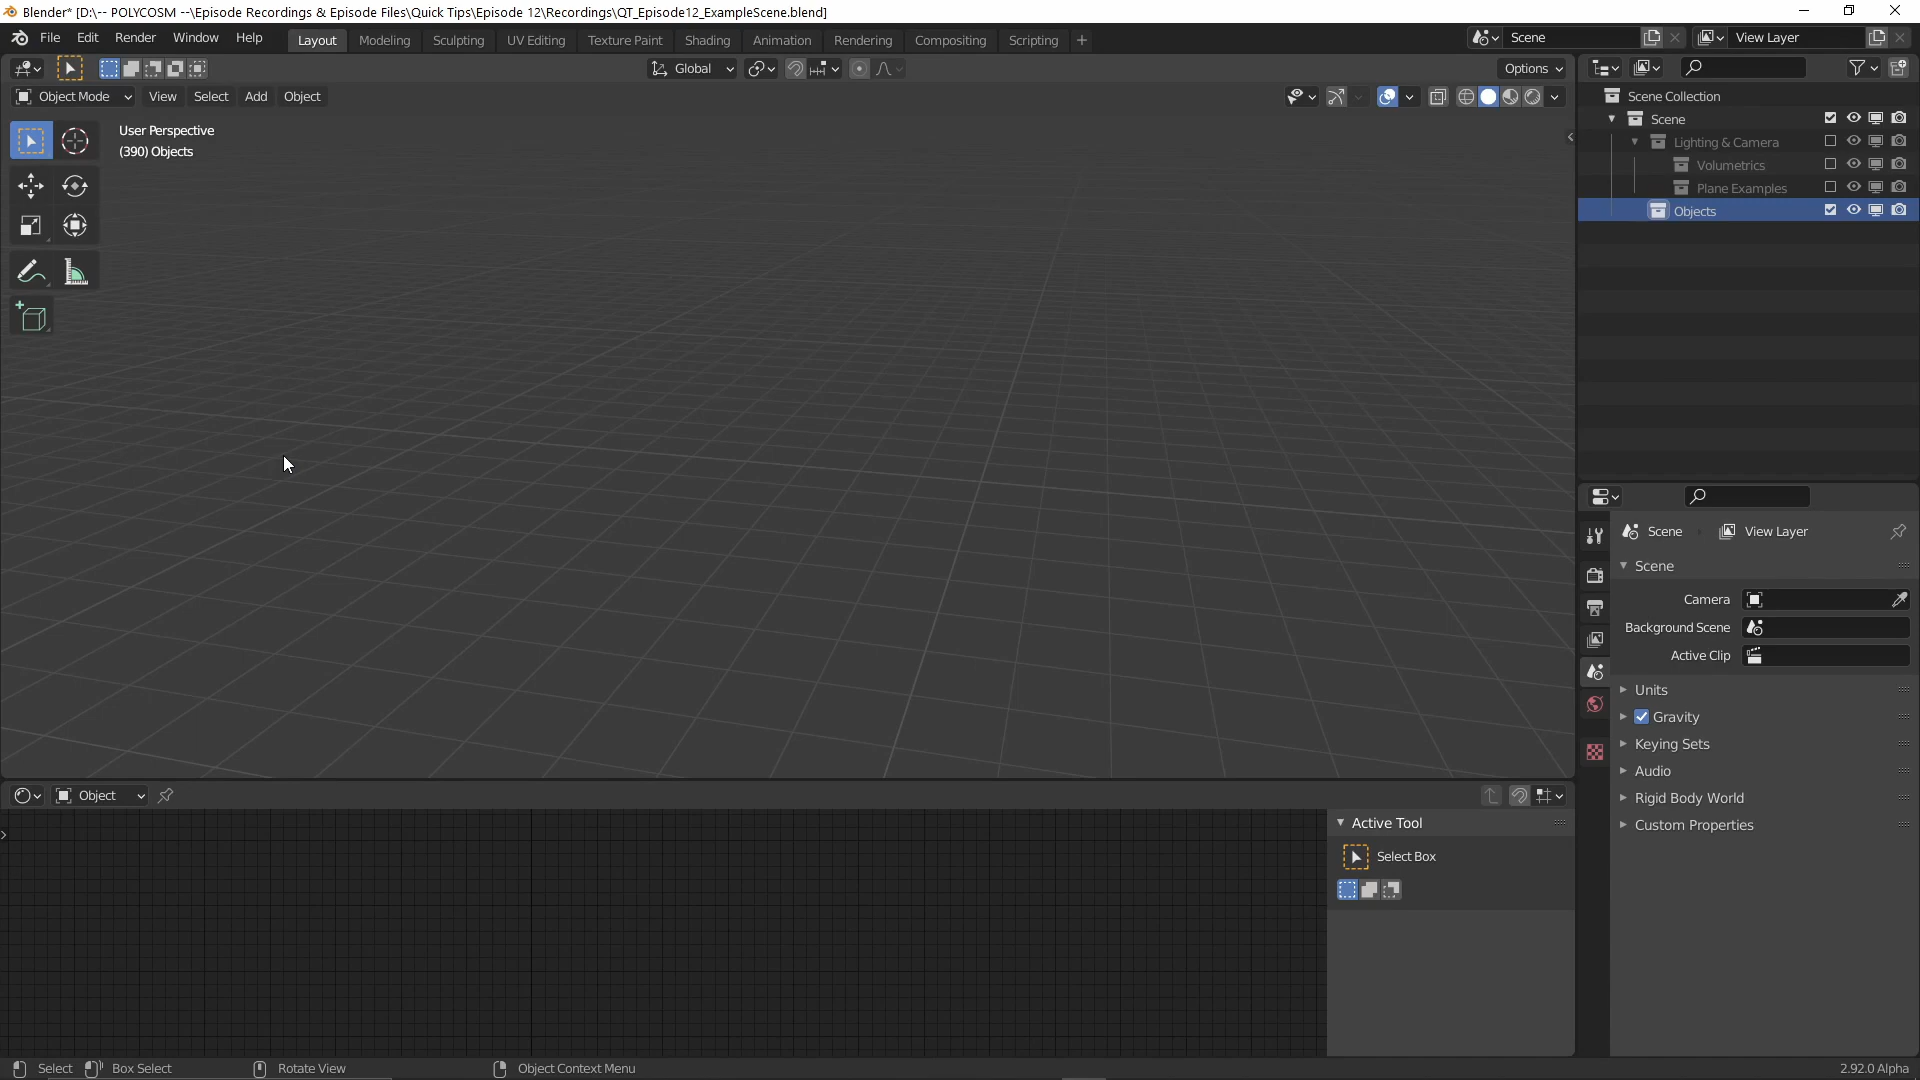 Blender* [D:\-- POLYCOSM --\Episode Recordings & Episode Files\Quick Tips\Episode 12\Recordings\QT_Episode12_ExampleScene.blend]
File Edit Render Window Help Layout Modeling Sculpting UV Editing Texture Paint Shading Animation Rendering Compositing Scripting + Scene View Layer
Global Options
Object Mode View Select Add Object
User Perspective
(390) Objects
Scene Collection
Scene
Lighting & Camera
Volumetrics
Plane Examples
Objects
Scene View Layer
Scene
Camera
Background Scene
Active Clip
Units
Gravity
Keying Sets
Audio
Rigid Body World
Custom Properties
Object
Active Tool
Select Box
Select Box Select Rotate View Object Context Menu 2.92.0 Alpha